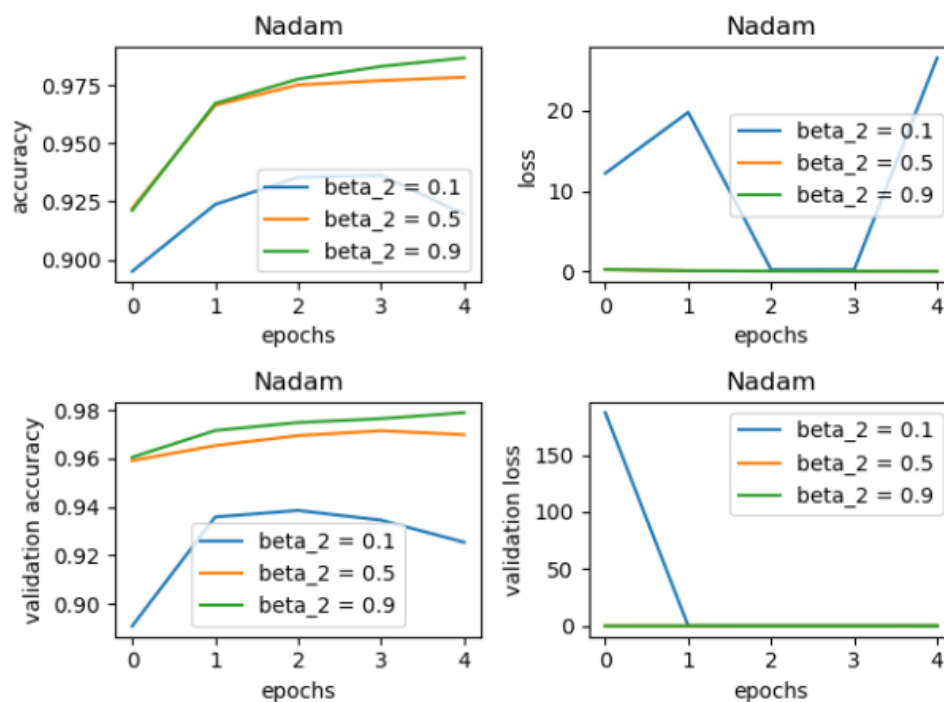 Nadam
accuracy
0.975
0.950
0.925
0.900
beta_2 = 0.1
beta_2 = 0.5
beta_2 = 0.9
0 1 2 3 4
epochs
Nadam
loss
20
10
0
beta_2 = 0.1
beta_2 = 0.5
beta_2 = 0.9
0 1 2 3 4
epochs
Nadam
validation accuracy
0.98
0.96
0.94
0.92
0.90
beta_2 = 0.1
beta_2 = 0.5
beta_2 = 0.9
0 1 2 3 4
epochs
Nadam
validation loss
150
100
50
0
beta_2 = 0.1
beta_2 = 0.5
beta_2 = 0.9
0 1 2 3 4
epochs